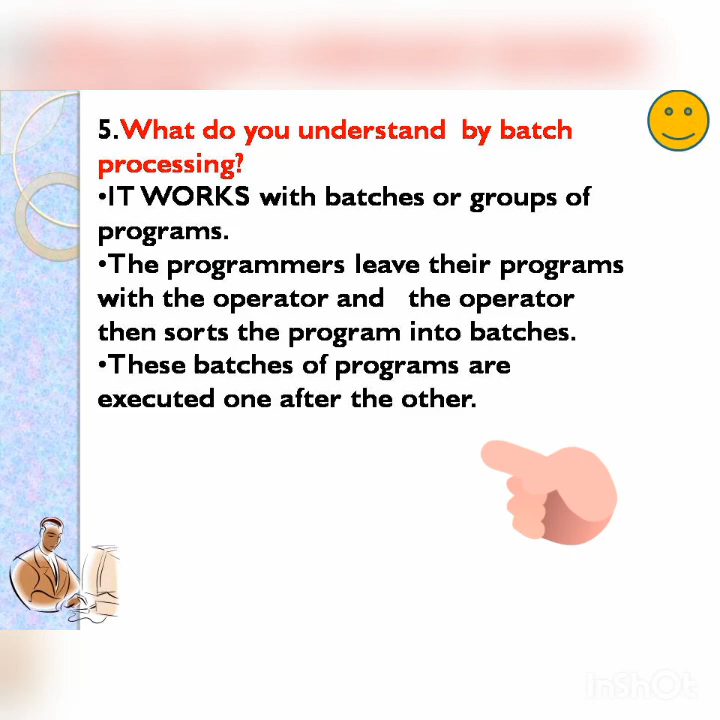 5.What do you understand by batch
processing?
•IT WORKS with batches or groups of
programs.
•The programmers leave their programs
with the operator and the operator
then sorts the program into batches.
•These batches of programs are
executed one after the other.
InShOt